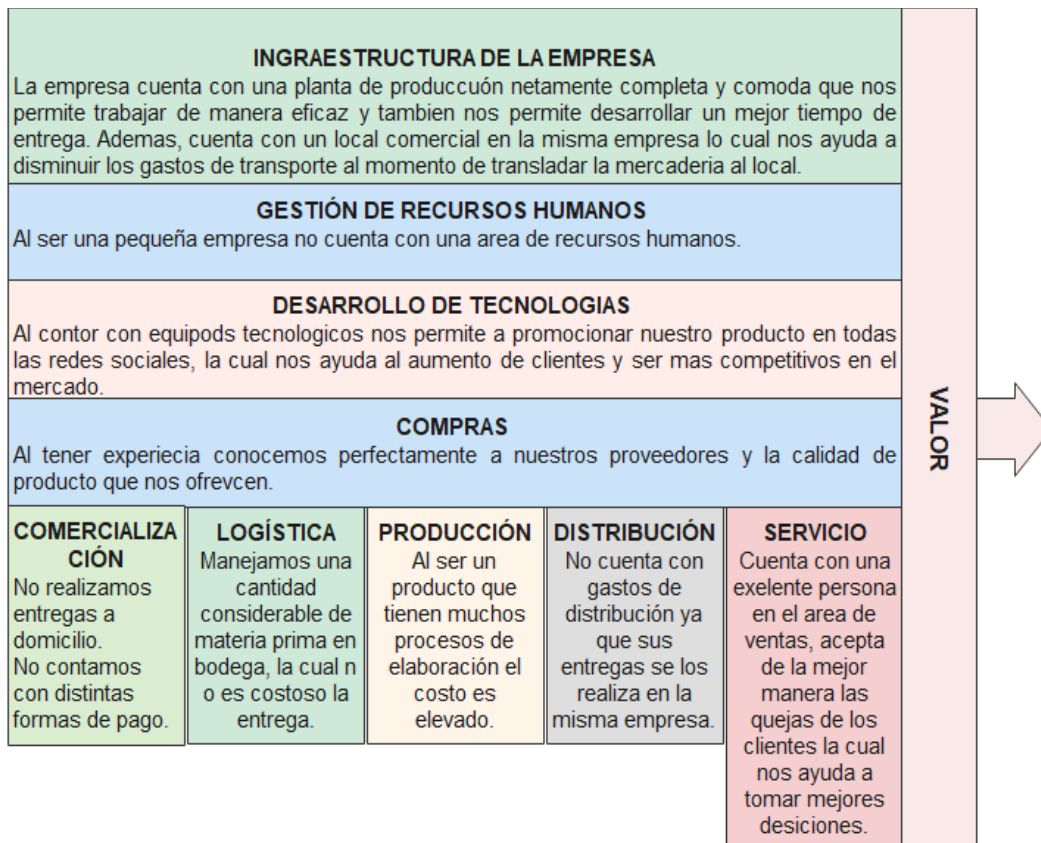 INGRAESTRUCTURA DE LA EMPRESA
La empresa cuenta con una planta de produccuón netamente completa y comoda que nos
permite trabajar de manera eficaz y tambien nos permite desarrollar un mejor tiempo de
entrega. Ademas, cuenta con un local comercial en la misma empresa lo cual nos ayuda a
disminuir los gastos de transporte al momento de transladar la mercaderia al local.
GESTIÓN DE RECURSOS HUMANOS
Al ser una pequeña empresa no cuenta con una area de recursos humanos.
DESARROLLO DE TECNOLOGIAS
Al contor con equipods tecnologicos nos permite a promocionar nuestro producto en todas
las redes sociales, la cual nos ayuda al aumento de clientes y ser mas competitivos en el
mercado.
COMPRAS
Al tener experiecia conocemos perfectamente a nuestros proveedores y la calidad de
producto que nos ofrevcen.
COMERCIALIZA
CIÓN
No realizamos
entregas a
domicilio.
No contamos
con distintas
formas de pago.
LOGÍSTICA
Manejamos una
cantidad
considerable de
materia prima en
bodega, la cual n
o es costoso la
entrega.
PRODUCCIÓN
Al ser un
producto que
tienen muchos
procesos de
elaboración el
costo es
elevado.
DISTRIBUCIÓN
No cuenta con
gastos de
distribución ya
que sus
entregas se los
realiza en la
misma empresa.
SERVICIO
Cuenta con una
exelente persona
en el area de
ventas, acepta
de la mejor
manera las
quejas de los
clientes la cual
nos ayuda a
tomar mejores
desiciones.
VALOR